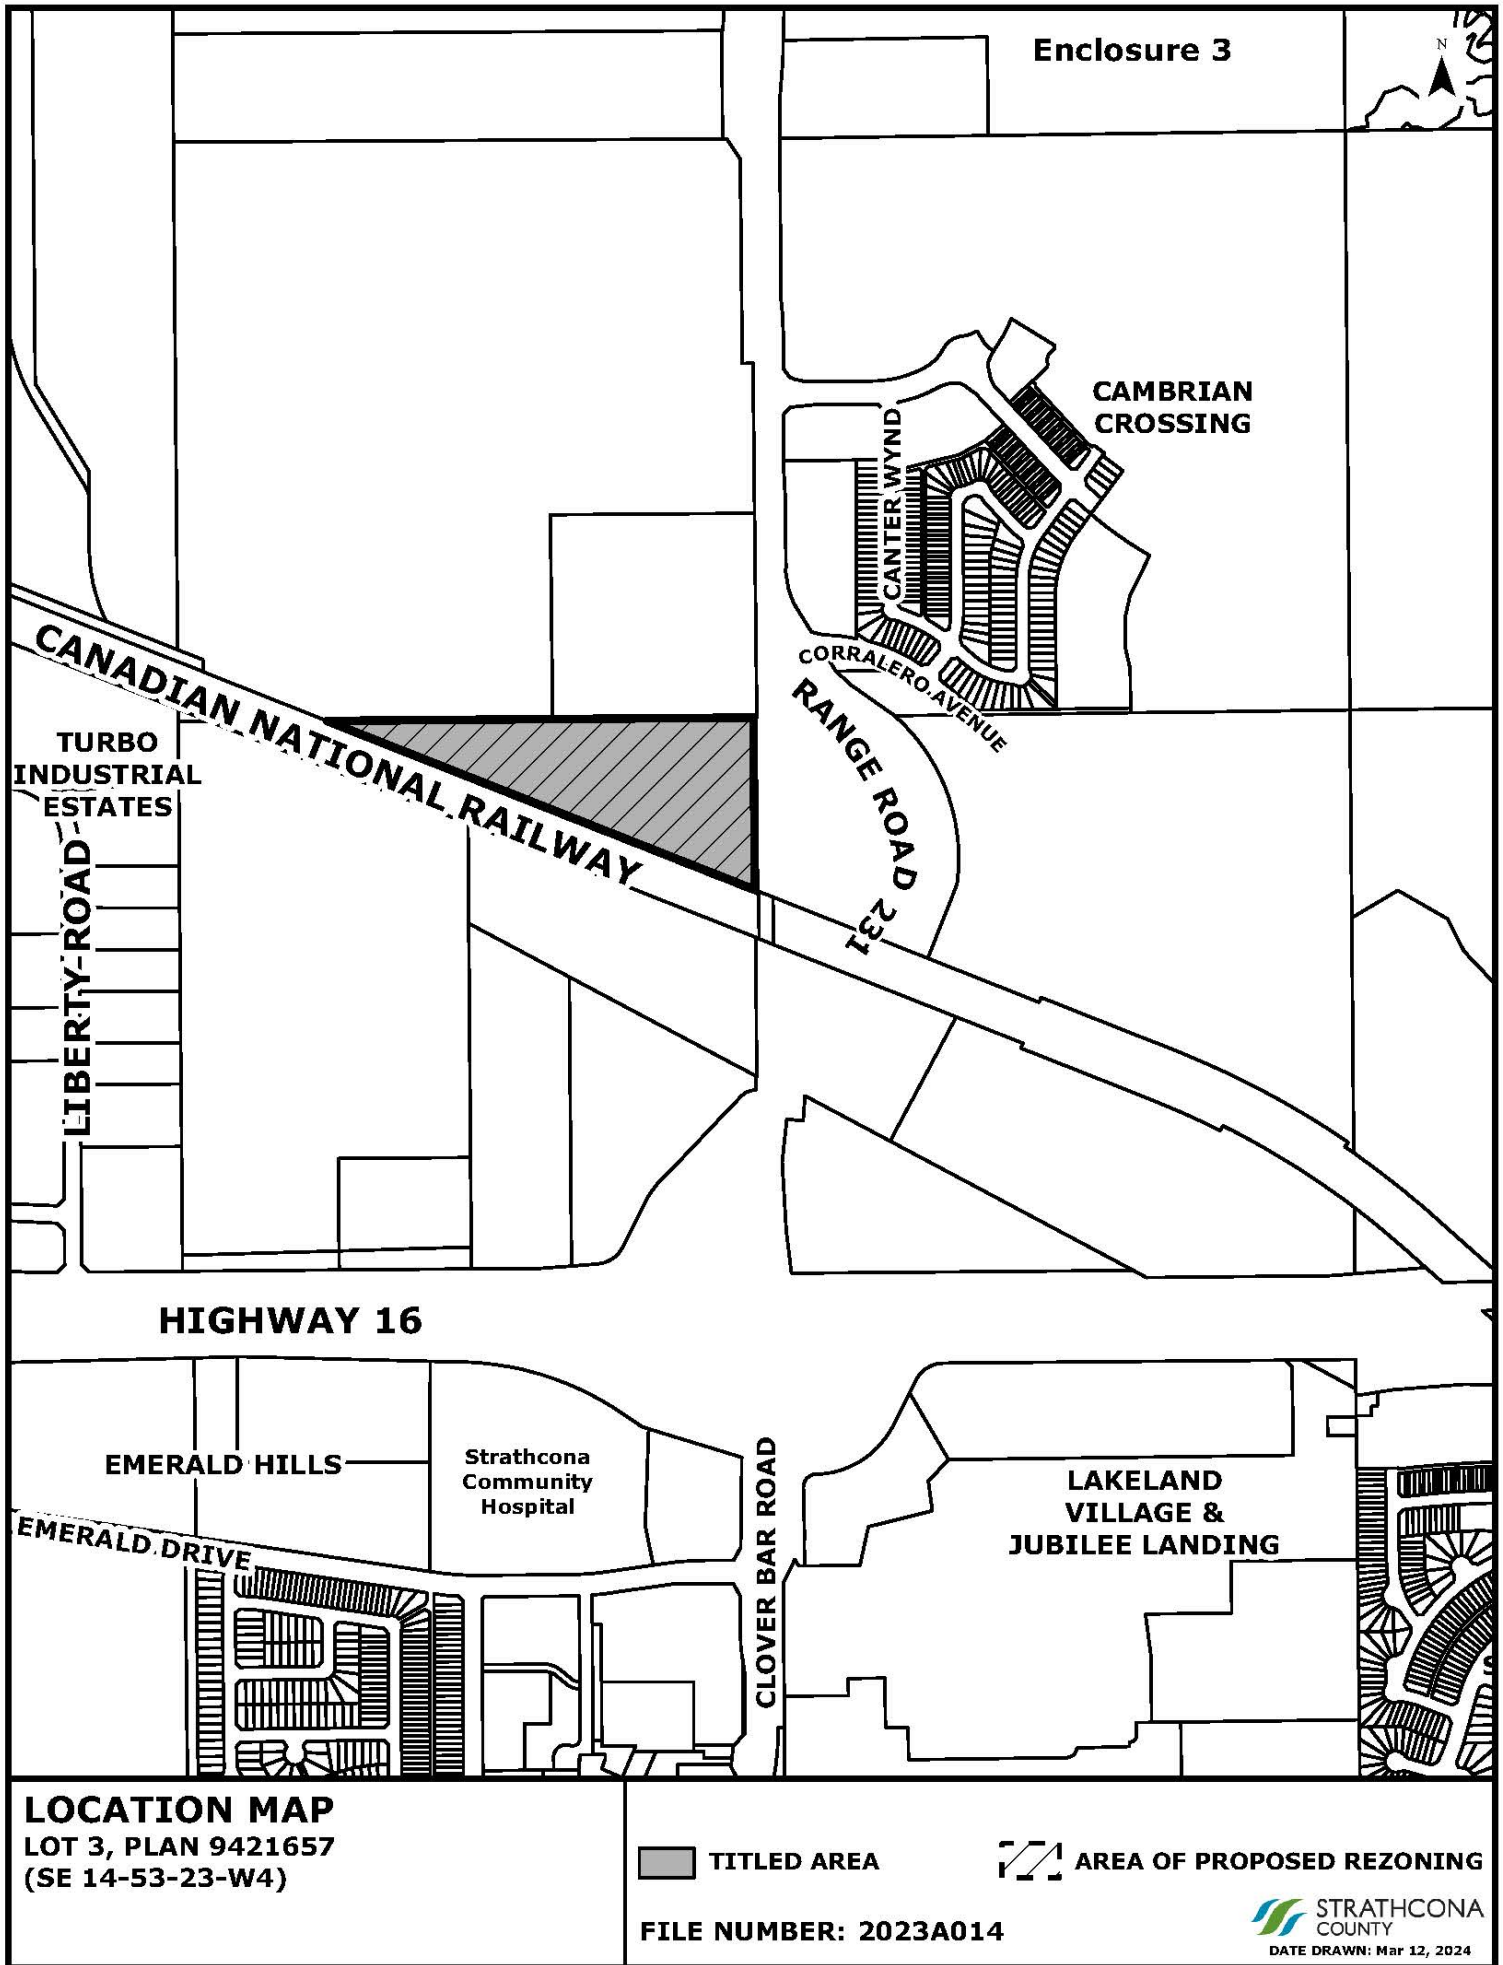 Enclosure 3
N
CAMBRIAN
CROSSING
CANTER WYND
CORRALERO AVENUE
RANGE ROAD 231
CANADIAN NATIONAL RAILWAY
TURBO
INDUSTRIAL
ESTATES
LIBERTY ROAD
HIGHWAY 16
EMERALD HILLS
Strathcona
Community
Hospital
EMERALD DRIVE
CLOVER BAR ROAD
LAKELAND
VILLAGE &
JUBILEE LANDING
LOCATION MAP
LOT 3, PLAN 9421657
(SE 14-53-23-W4)
TITLED AREA
AREA OF PROPOSED REZONING
FILE NUMBER: 2023A014
STRATHCONA
COUNTY
DATE DRAWN: Mar 12, 2024